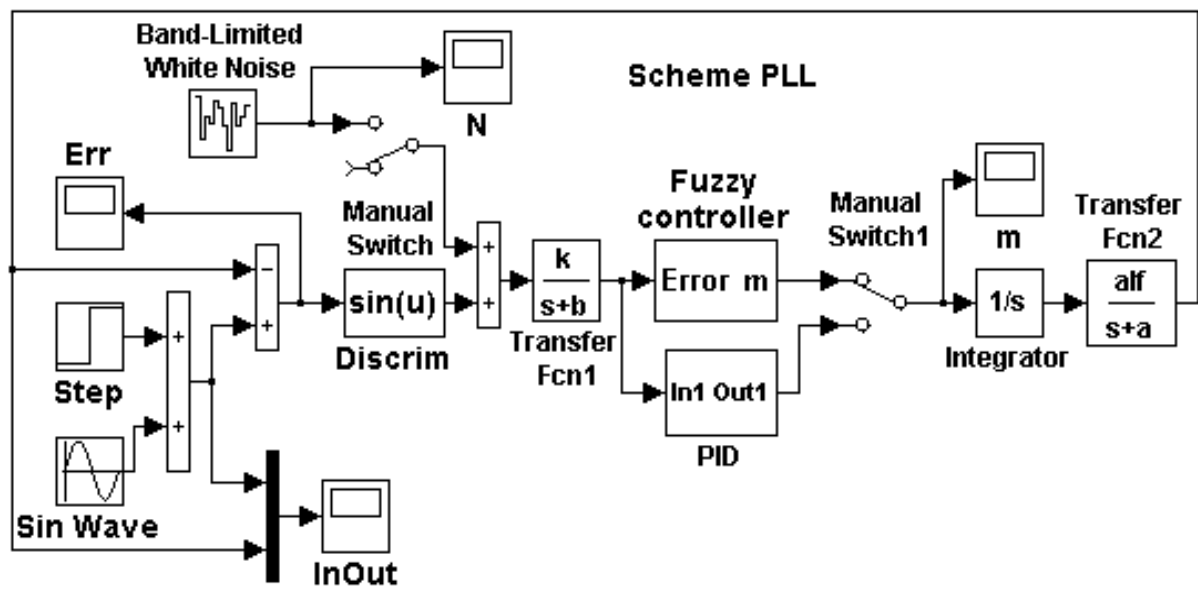 Band-Limited
White Noise
N
Scheme PLL
Err
Manual
Switch
Fuzzy
controller
Manual
Switch1
m
Transfer
Fcn2
−
+
sin(u)
Discrim
+
+
k
s+b
Transfer
Fcn1
Error m
1/s
Integrator
alf
s+a
Step
+
+
In1 Out1
PID
Sin Wave
InOut